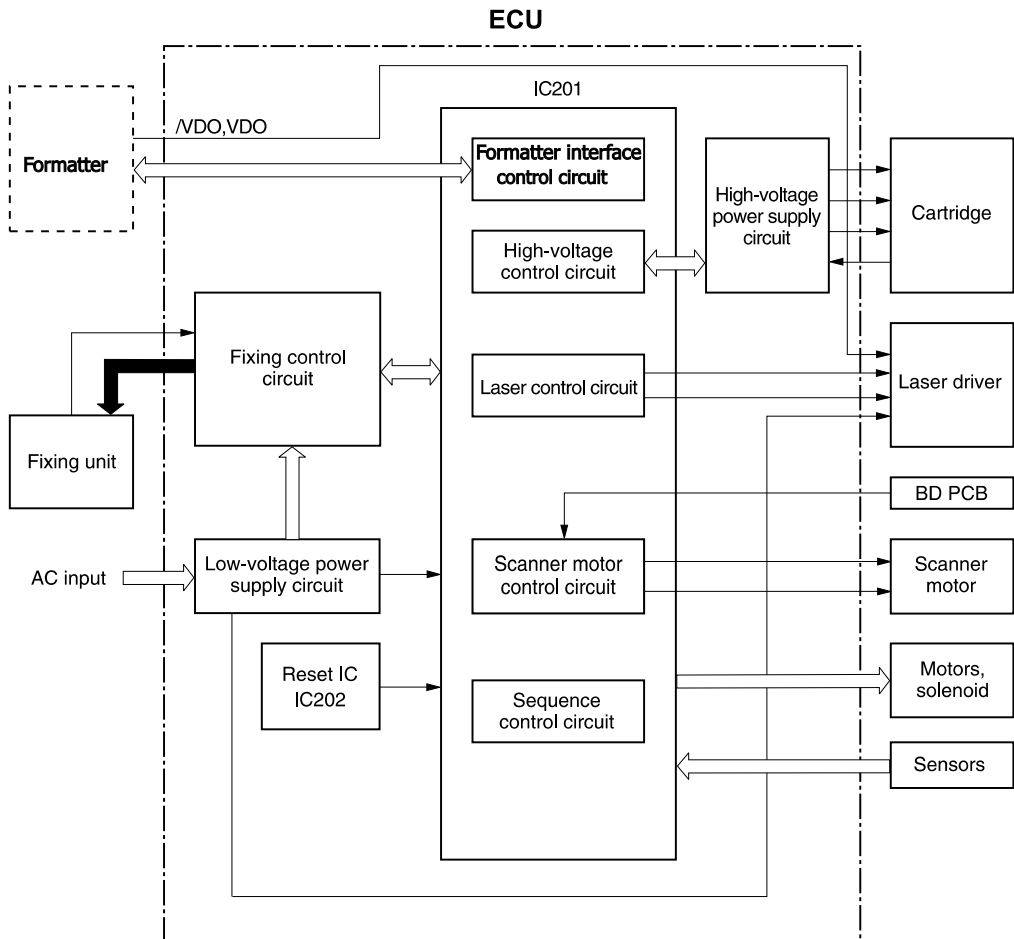 ECU
IC201
/VDO,VDO
Formatter
Formatter interface
control circuit
High-voltage
power supply
circuit
Cartridge
High-voltage
control circuit
Fixing control
circuit
Laser control circuit
Laser driver
Fixing unit
BD PCB
AC input
Low-voltage power
supply circuit
Scanner motor
control circuit
Scanner
motor
Reset IC
IC202
Sequence
control circuit
Motors,
solenoid
Sensors